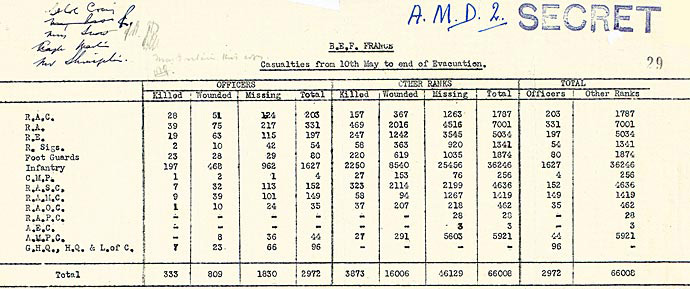 A.M.D. 2. SECRET
29
B.E.F. FRANCE
Casualties from 10th May to end of Evacuation.
OFFICERS OTHER RANKS TOTAL
Killed Wounded Missing Total Killed Wounded Missing Total Officers Other Ranks
R.A.C. 28 51 124 203 157 367 1263 1787 203 1787
R.A. 39 75 217 331 469 2016 4516 7001 331 7001
R.E. 19 63 115 197 247 1242 3545 5034 197 5034
R. Sigs. 2 10 42 54 58 363 920 1341 54 1341
Foot Guards 23 28 29 80 220 619 1035 1874 80 1874
Infantry 197 468 962 1627 2250 8540 25456 36246 1627 36246
C.M.P. 1 2 1 4 27 153 76 256 4 256
R.A.S.C. 7 32 113 152 323 2114 2199 4636 152 4636
R.A.M.C. 9 39 101 149 58 94 1267 1419 149 1419
R.A.O.C. 1 10 24 35 37 207 218 462 35 462
R.A.P.C. - - - - - - 28 28 - 28
A.E.C. - - - - - - 3 3 - 3
A.M.P.C. - 8 36 44 27 291 5603 5921 44 5921
G.H.Q., H.Q. & L.of C. 7 23 66 96 - - - - 96 -
Total 333 809 1830 2972 3873 16006 46129 66008 2972 66008